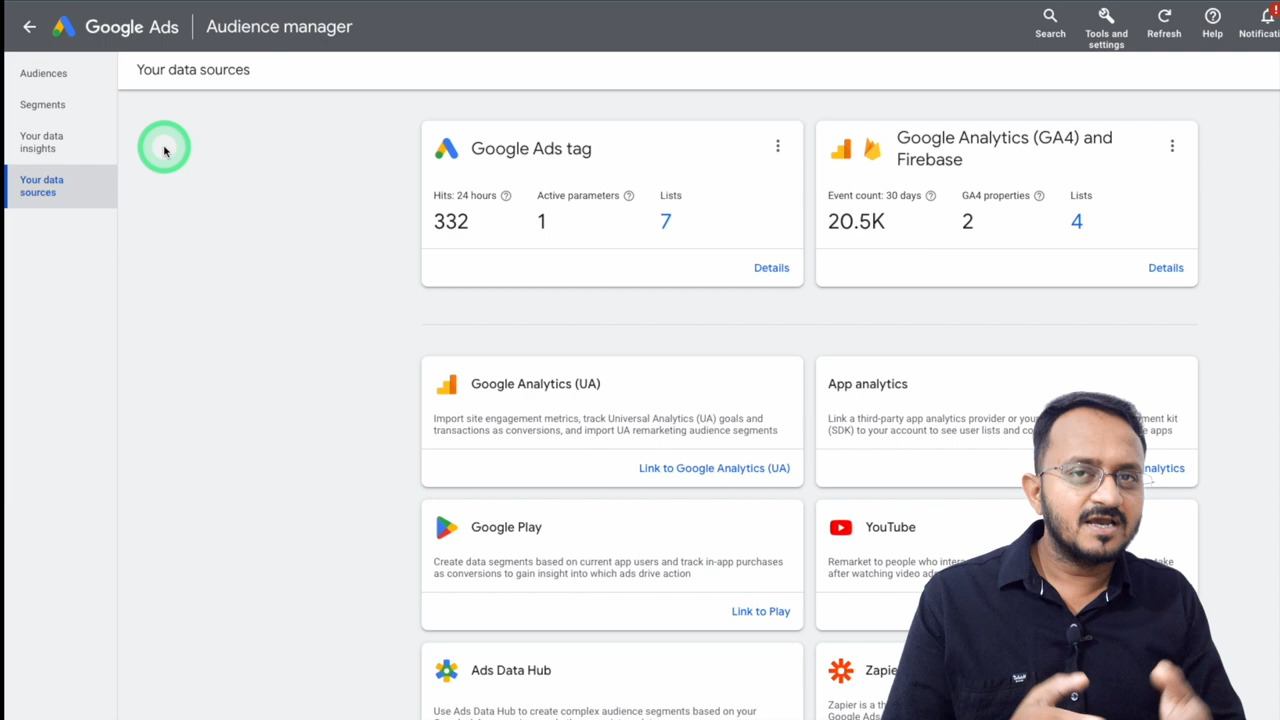 Google Ads
Audience manager
Search
Tools and
settings
Refresh
Help
Notificati
!
Audiences
Segments
Your data
insights
Your data
sources
Your data sources
Google Ads tag
Hits: 24 hours
Active parameters
Lists
332
1
7
Details
Google Analytics (GA4) and
Firebase
Event count: 30 days
GA4 properties
Lists
20.5K
2
4
Details
Google Analytics (UA)
Import site engagement metrics, track Universal Analytics (UA) goals and
transactions as conversions, and import UA remarketing audience segments
Link to Google Analytics (UA)
App analytics
Link a third-party app analytics provider or your
ment kit
(SDK) to your account to see user lists and
apps
nalytics
Google Play
Create data segments based on current app users and track in-app purchases
as conversions to gain insight into which ads drive action
Link to Play
YouTube
Remarket to people who
take
after watching video
Ads Data Hub
Use Ads Data Hub to create complex audience segments based on your
Zapie
Zapier is a
Google Ads